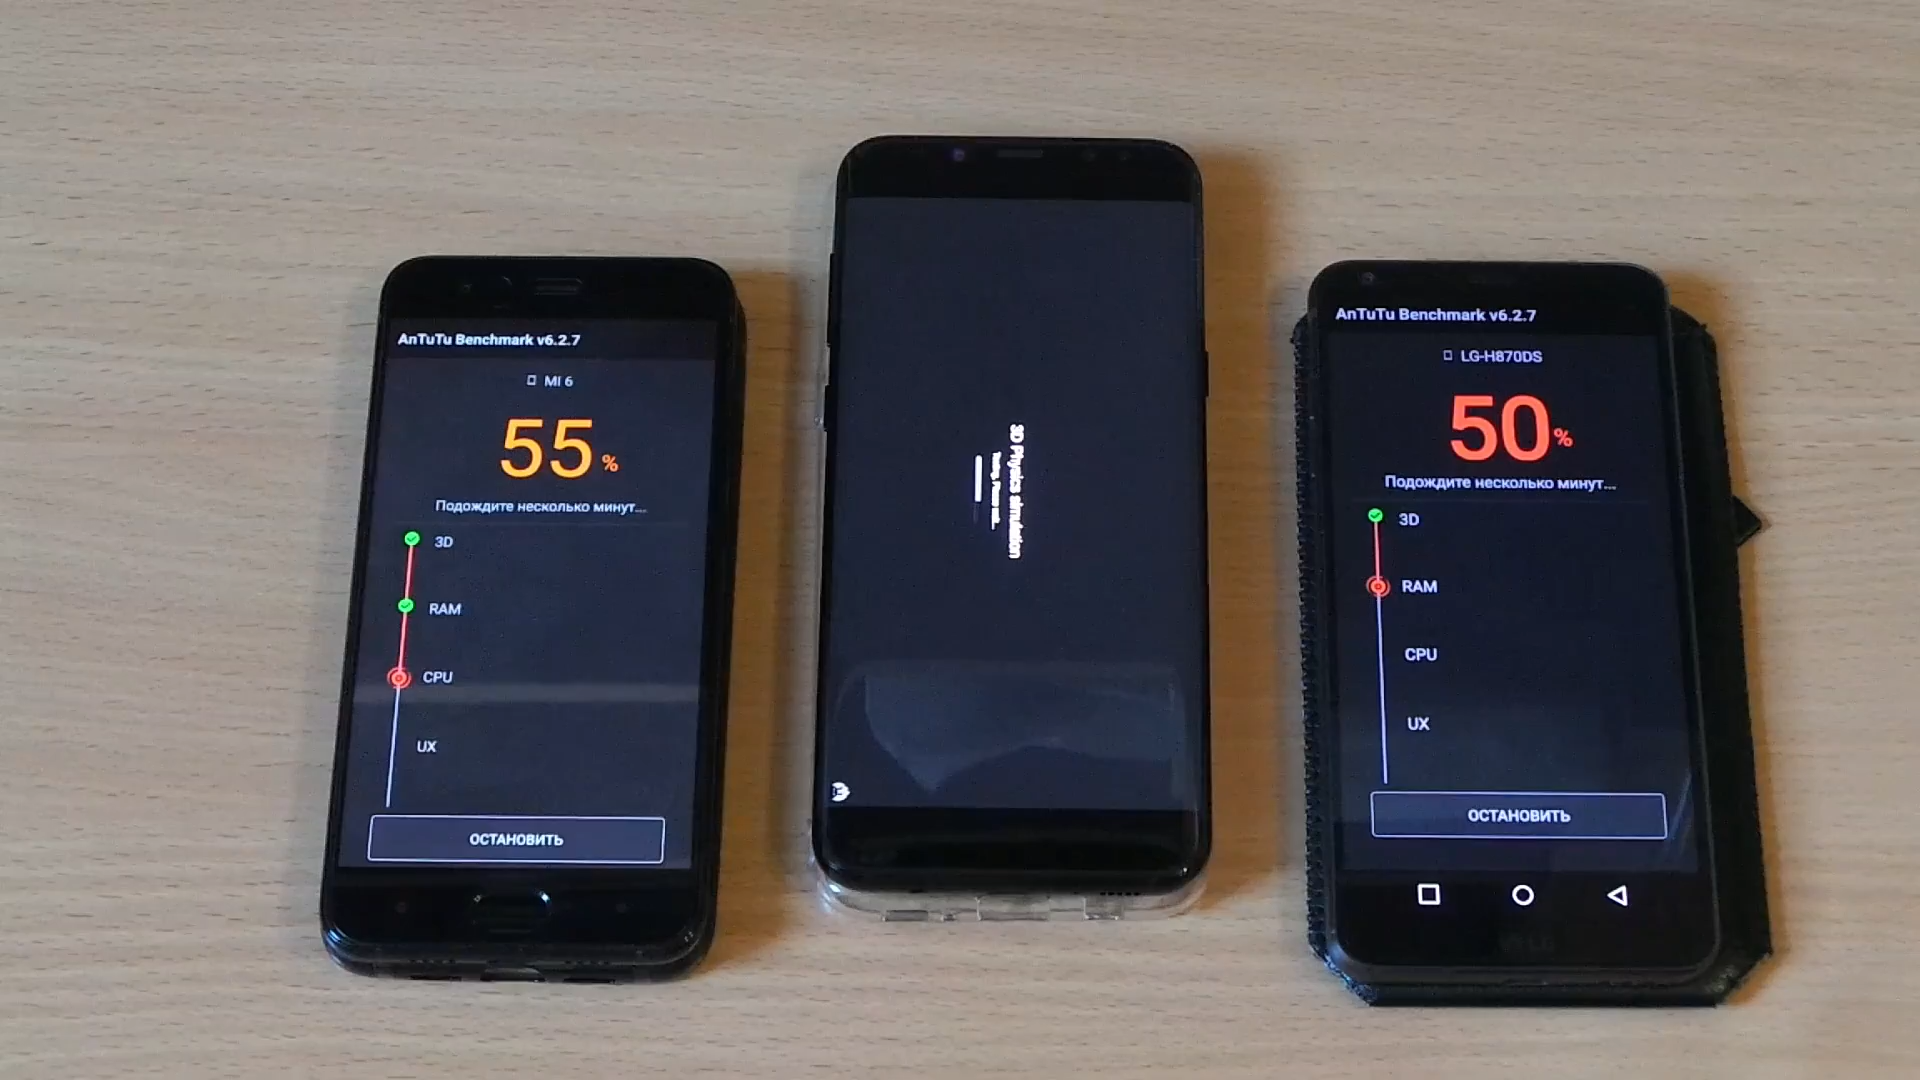 AnTuTu Benchmark v6.2.7
MI 6
55%
Подождите несколько минут...
3D
RAM
CPU
UX
ОСТАНОВИТЬ
3D Physics simulation
AnTuTu Benchmark v6.2.7
LG-H870DS
50%
Подождите несколько минут...
3D
RAM
CPU
UX
ОСТАНОВИТЬ
LG